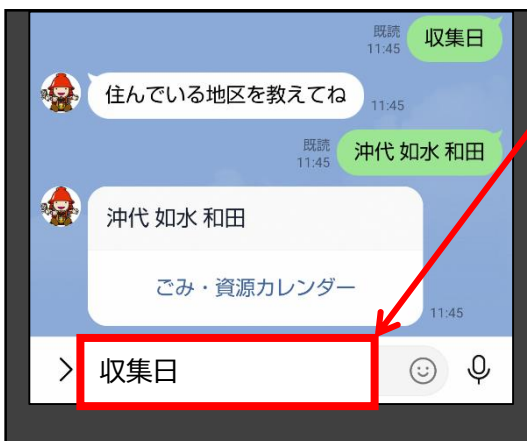 既読
11:45
収集日
住んでいる地区を教えてね
11:45
既読
11:45
沖代 如水 和田
沖代 如水 和田
ごみ・資源カレンダー
11:45
収集日